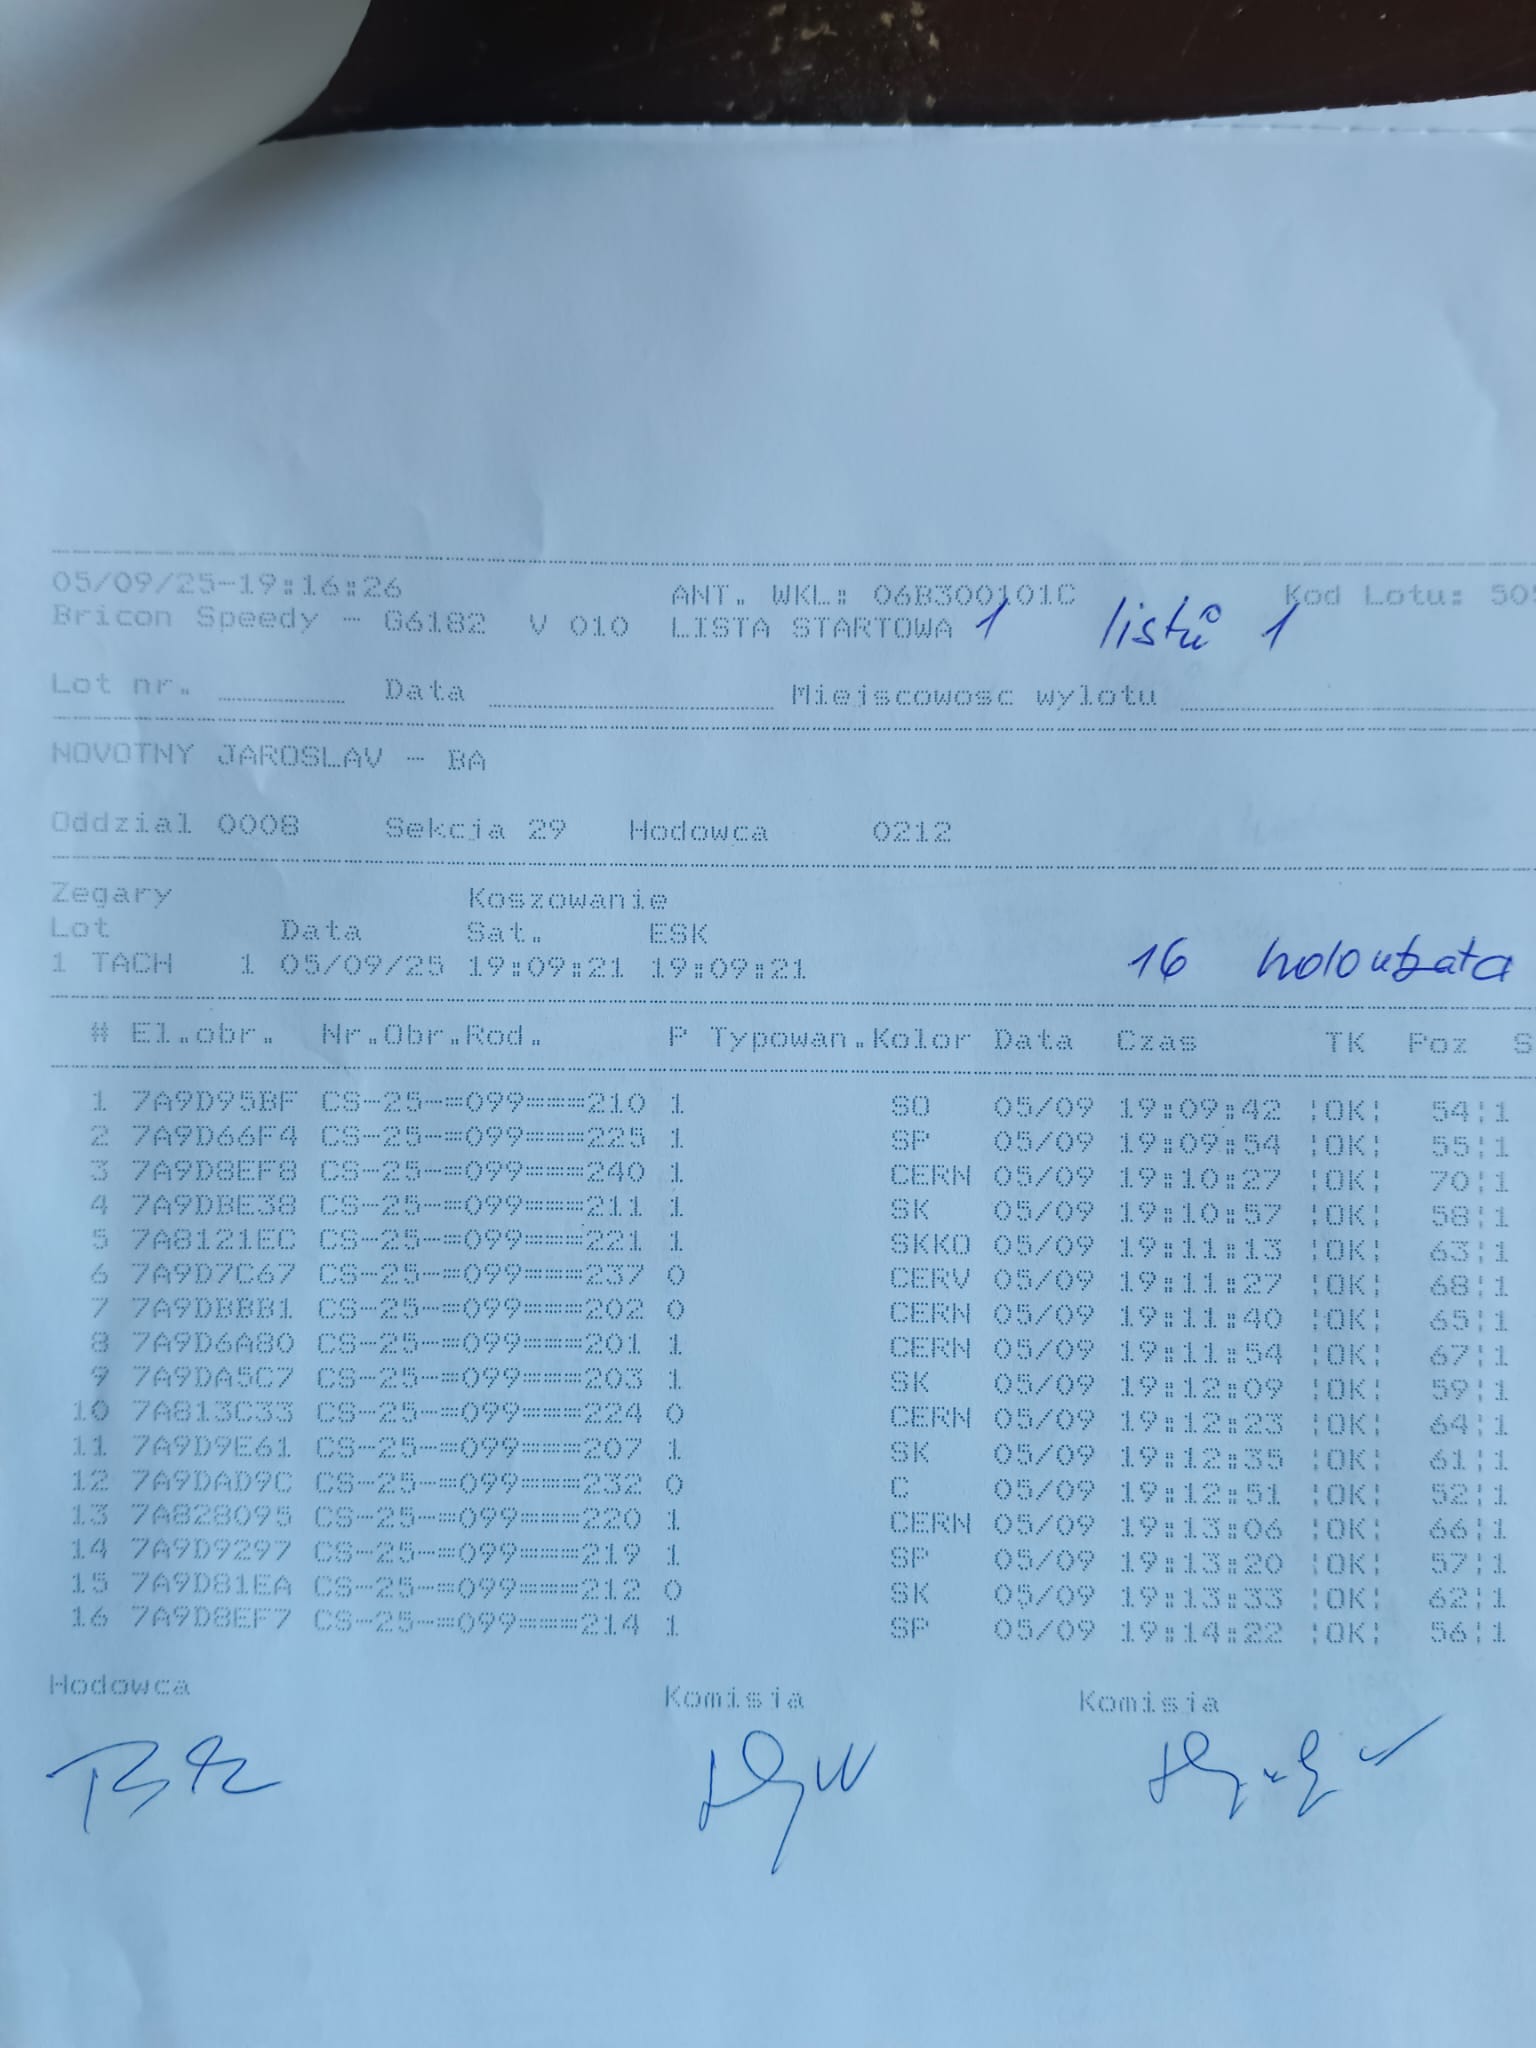 05/09/25-19:16:26 ANT. WKL: 06B300101C Kod Lotu: 505
Bricon Speedy - G6182 V 010 LISTA STARTOWA 1 listů 1
Lot nr. Data Miejscowosc wylotu
NOVOTNY JAROSLAV - BA
Oddzial 0008 Sekcja 29 Hodowca 0212
Zegary Koszowanie
Lot Data Sat. ESK
1 TACH 1 05/09/25 19:09:21 19:09:21 16 holoubata
# El.obr. Nr.Obr.Rod. P Typowan. Kolor Data Czas TK Poz S
1 7A9D95BF CS-25-=099===210 1 SO 05/09 19:09:42 ¦OK¦ 54¦1
2 7A9D66F4 CS-25-=099===225 1 SP 05/09 19:09:54 ¦OK¦ 55¦1
3 7A9D8EF8 CS-25-=099===240 1 CERN 05/09 19:10:27 ¦OK¦ 70¦1
4 7A9DBE38 CS-25-=099===211 1 SK 05/09 19:10:57 ¦OK¦ 58¦1
5 7A8121EC CS-25-=099===221 1 SKKO 05/09 19:11:13 ¦OK¦ 63¦1
6 7A9D7C67 CS-25-=099===237 0 CERV 05/09 19:11:27 ¦OK¦ 68¦1
7 7A9DBBB1 CS-25-=099===202 0 CERN 05/09 19:11:40 ¦OK¦ 65¦1
8 7A9D6A80 CS-25-=099===201 1 CERN 05/09 19:11:54 ¦OK¦ 67¦1
9 7A9DA5C7 CS-25-=099===203 1 SK 05/09 19:12:09 ¦OK¦ 59¦1
10 7A813C33 CS-25-=099===224 0 CERN 05/09 19:12:23 ¦OK¦ 64¦1
11 7A9D9E61 CS-25-=099===207 1 SK 05/09 19:12:35 ¦OK¦ 61¦1
12 7A9DAD9C CS-25-=099===232 0 C 05/09 19:12:51 ¦OK¦ 52¦1
13 7A828095 CS-25-=099===220 1 CERN 05/09 19:13:06 ¦OK¦ 66¦1
14 7A9D9297 CS-25-=099===219 1 SP 05/09 19:13:20 ¦OK¦ 57¦1
15 7A9D81EA CS-25-=099===212 0 SK 05/09 19:13:33 ¦OK¦ 62¦1
16 7A9D8EF7 CS-25-=099===214 1 SP 05/09 19:14:22 ¦OK¦ 56¦1
Hodowca Komisia Komisia